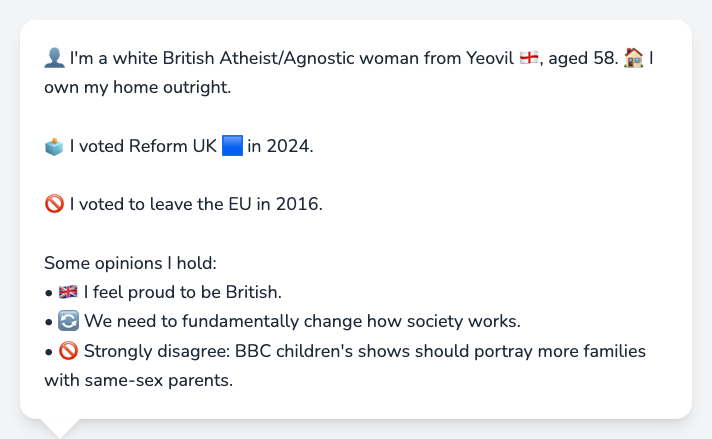 👤 I'm a white British Atheist/Agnostic woman from Yeovil 🏴󠁧󠁢󠁥󠁮󠁧󠁿, aged 58. 🏠 I
own my home outright.
🗳️ I voted Reform UK 🟦 in 2024.
🚫 I voted to leave the EU in 2016.
Some opinions I hold:
• 🇬🇧 I feel proud to be British.
• 🔄 We need to fundamentally change how society works.
• 🚫 Strongly disagree: BBC children's shows should portray more families
with same-sex parents.